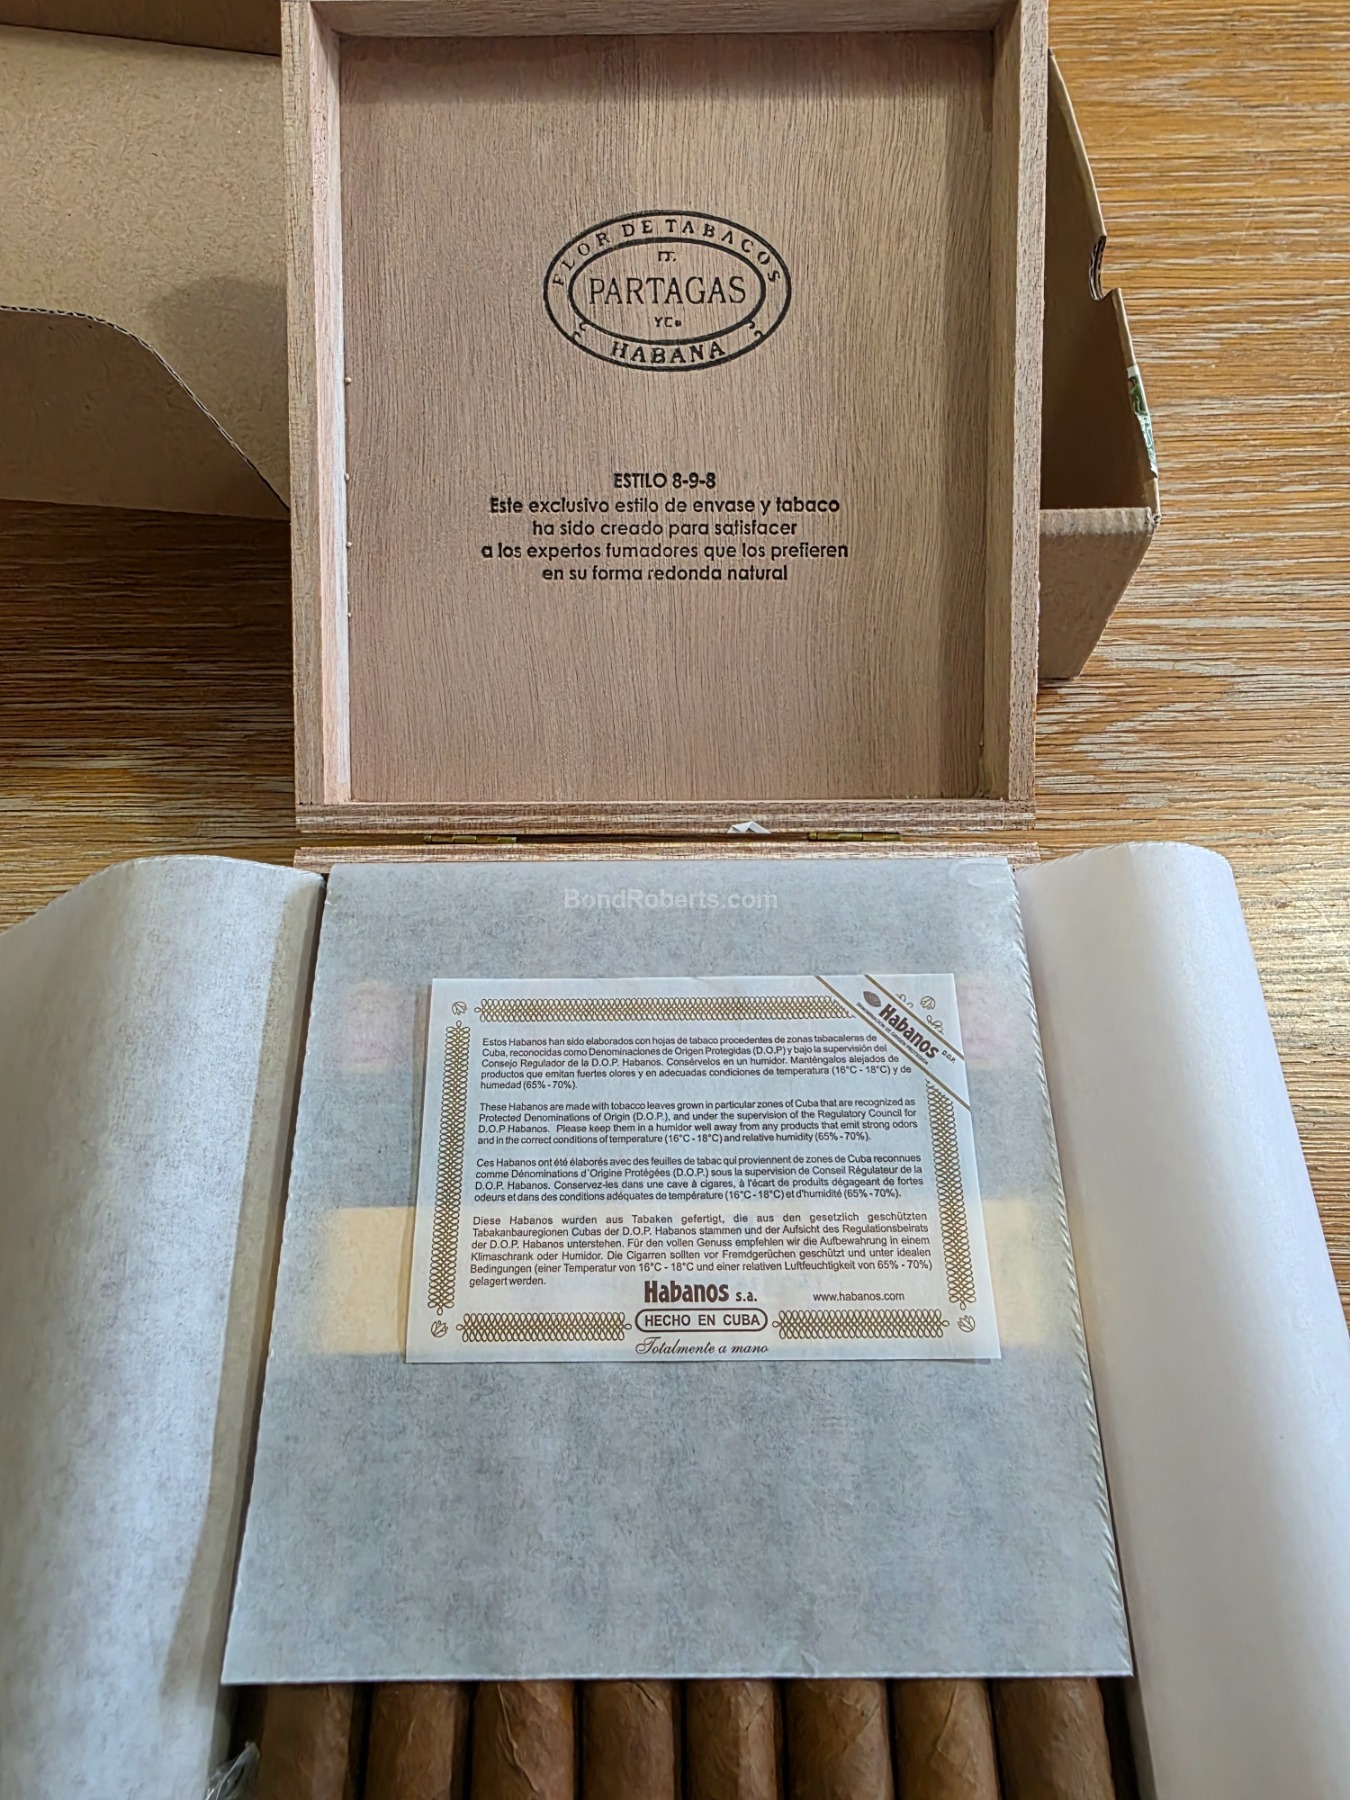 FLOR DE TABACOS
DE
PARTAGAS
Y Cª
HABANA
ESTILO 8-9-8
Este exclusivo estilo de envase y tabaco
ha sido creado para satisfacer
a los expertos fumadores que los prefieren
en su forma redonda natural
BondRoberts.com
Habanos D.O.P.
Estos Habanos han sido elaborados con hojas de tabaco procedentes de zonas tabacaleras de
Cuba, reconocidas como Denominaciones de Origen Protegidas (D.O.P) y bajo la supervisión del
Consejo Regulador de la D.O.P. Habanos. Consérvelos en un humidor. Manténgalos alejados de
productos que emitan fuertes olores y en adecuadas condiciones de temperatura (16°C - 18°C) y de
humedad (65% - 70%).
These Habanos are made with tobacco leaves grown in particular zones of Cuba that are recognized as
Protected Denominations of Origin (D.O.P.), and under the supervision of the Regulatory Council for
D.O.P Habanos. Please keep them in a humidor well away from any products that emit strong odors
and in the correct conditions of temperature (16°C - 18°C) and relative humidity (65% - 70%).
Ces Habanos ont été élaborés avec des feuilles de tabac qui proviennent de zones de Cuba reconnues
comme Dénominations d'Origine Protégées (D.O.P.) sous la supervision de Conseil Régulateur de la
D.O.P. Habanos. Conservez-les dans une cave à cigares, à l'écart de produits dégageant de fortes
odeurs et dans des conditions adéquates de température (16°C - 18°C) et d'humidité (65% - 70%).
Diese Habanos wurden aus Tabaken gefertigt, die aus den gesetzlich geschützten
Tabakanbauregionen Cubas der D.O.P. Habanos stammen und der Aufsicht des Regulationsbeirats
der D.O.P. Habanos unterstehen. Für den vollen Genuss empfehlen wir die Aufbewahrung in einem
Klimaschrank oder Humidor. Die Cigarren sollten vor Fremdgerüchen geschützt und unter idealen
Bedingungen (einer Temperatur von 16°C - 18°C und einer relativen Luftfeuchtigkeit von 65% - 70%)
gelagert werden.
Habanos s.a.
www.habanos.com
HECHO EN CUBA
Totalmente a mano